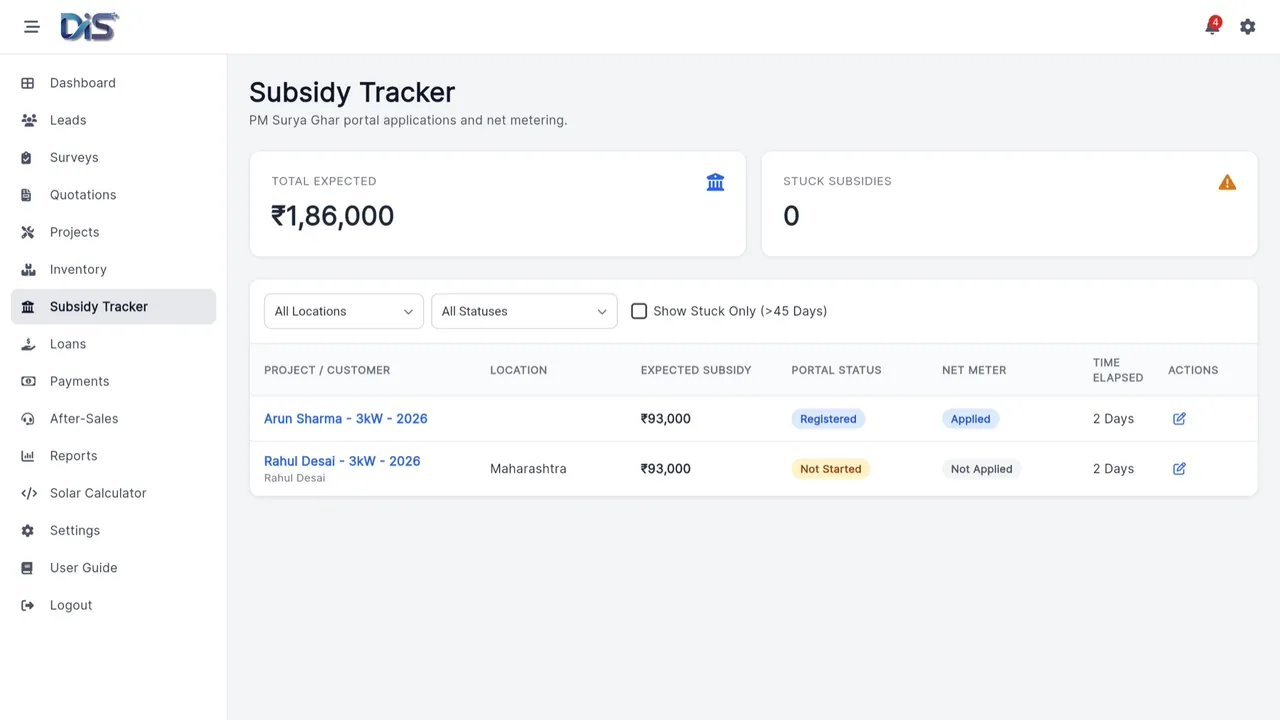 DiS
4
Dashboard
Leads
Surveys
Quotations
Projects
Inventory
Subsidy Tracker
Loans
Payments
After-Sales
Reports
Solar Calculator
Settings
User Guide
Logout
Subsidy Tracker
PM Surya Ghar portal applications and net metering.
TOTAL EXPECTED
₹1,86,000
STUCK SUBSIDIES
0
All Locations
All Statuses
Show Stuck Only (>45 Days)
PROJECT / CUSTOMER LOCATION EXPECTED SUBSIDY PORTAL STATUS NET METER TIME ELAPSED ACTIONS
Arun Sharma - 3kW - 2026 ₹93,000 Registered Applied 2 Days
Rahul Desai - 3kW - 2026 Maharashtra ₹93,000 Not Started Not Applied 2 Days
Rahul Desai